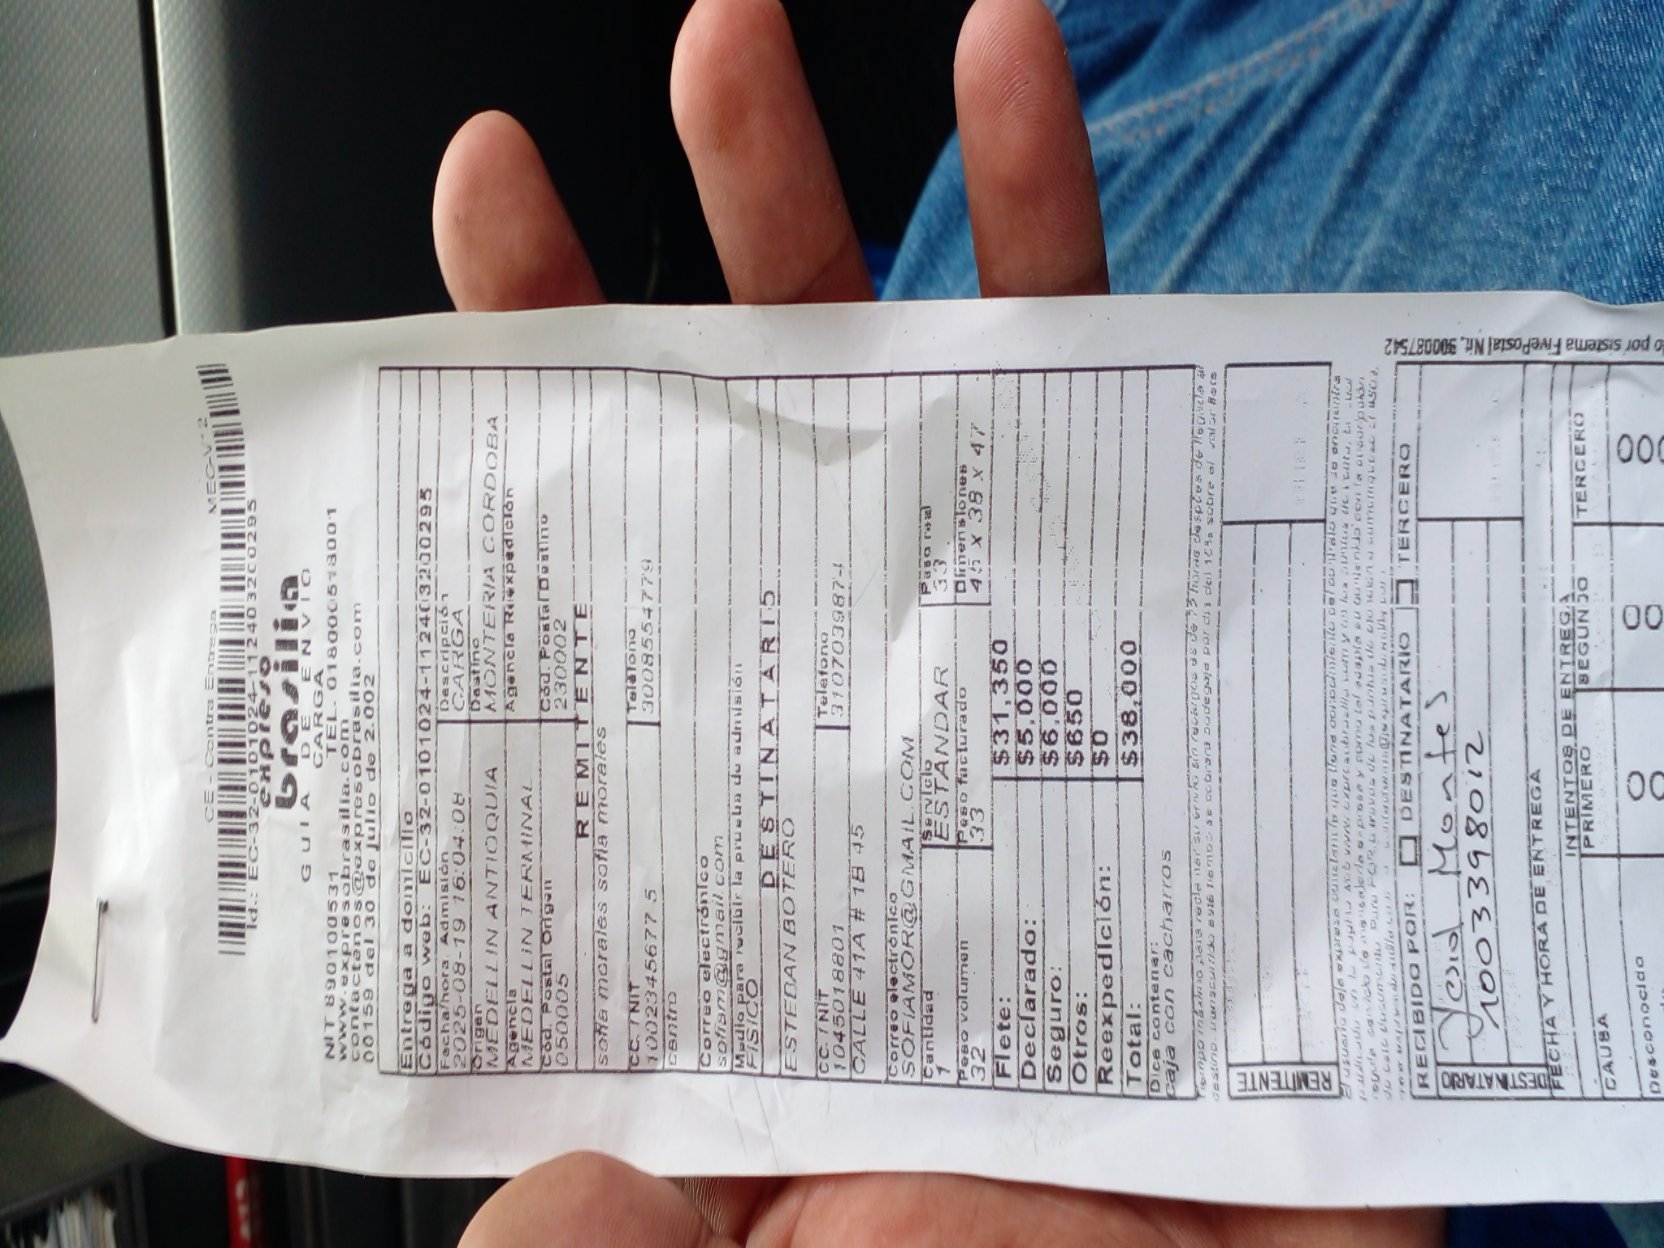 CE - Contra Entrega MEC-V-2
Id.: EC-32-0101024-1124032C0295
expreso
brasilia
GUIA DE ENVIO
CARGA
NIT 890100531 TEL. 018000518001
www.expresobrasilia.com
contactenos@expresobrasilia.com
00159 del 30 de julio de 2.002
Entrega a domicilio
Código web: EC-32-0101024-1124032C0295
Fecha/hora Admisión Descripción
2025-08-19 16:04:08 CARGA
Origen Destino
MEDELLIN ANTIOQUIA MONTERIA CORDOBA
Agencia Agencia Reexpedición
MEDELLIN TERMINAL
Cód. Postal Origen Cód. Postal Destino
050005 230002
REMITENTE
sofia morales sofia morales
CC. / NIT Teléfono
1002345677 5 3008554779
centro
Correo electrónico
sofiam@gmail.com
Medio para recibir la prueba de admisión
FISICO
DESTINATARIO
ESTEBAN BOTERO
CC. / NIT Teléfono
1045018801 3107039874
CALLE 41A # 1B 45
Correo electrónico
SOFIAMOR@GMAIL.COM
Cantidad Servicio Peso real
1 ESTANDAR 33
Peso volumen Peso facturado Dimensiones
32 33 45 X 38 X 47
Flete: $31,350
Declarado: $5,000
Seguro: $6,000
Otros: $650
Reexpedición: $0
Total: $38,000
Dice contener:
caja con cacharros
REMITENTE
RECIBIDO POR: DESTINATARIO TERCERO
DESTINATARIO
Yesid Montes
1003398012
FECHA Y HORA DE ENTREGA
INTENTOS DE ENTREGA
CAUSA PRIMERO SEGUNDO TERCERO
Desconocido
por sistema FivePostal Nit. 900087542